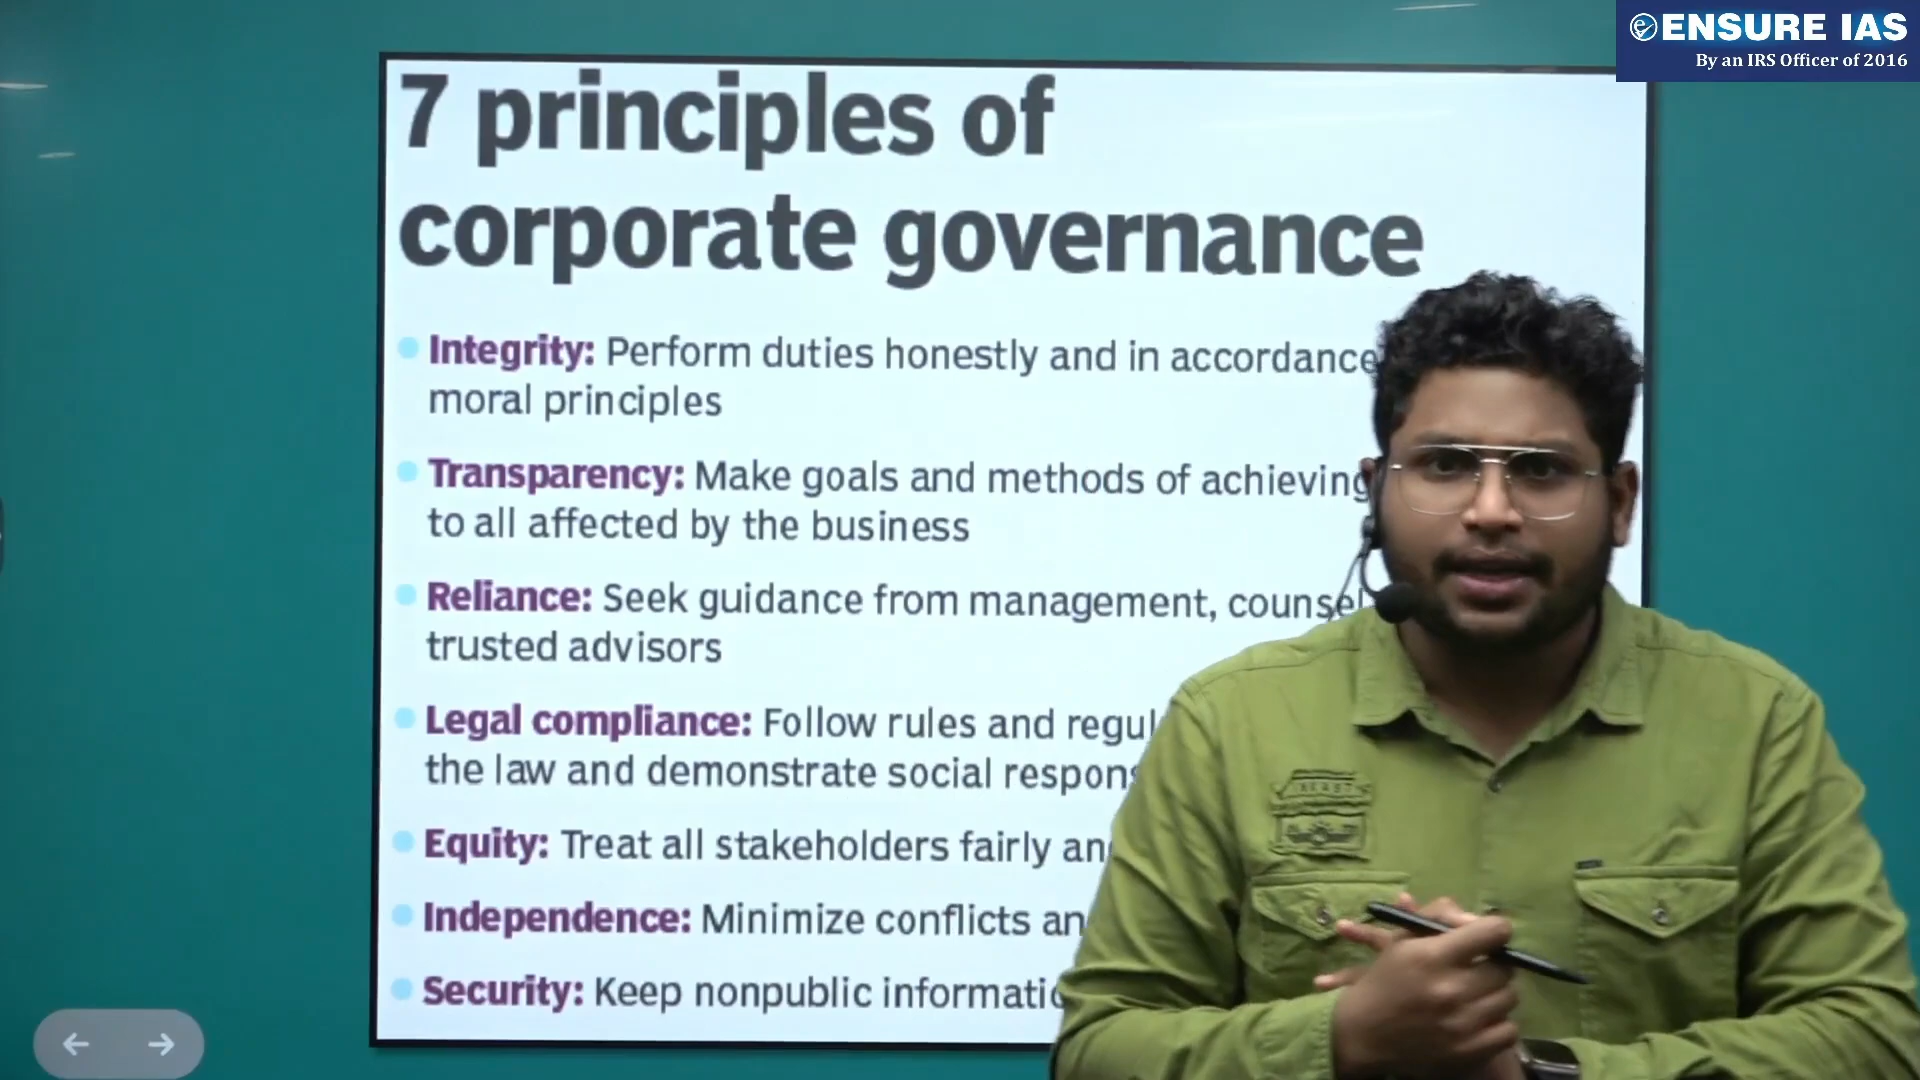 ENSURE IAS
By an IRS Officer of 2016
7 principles of
corporate governance
Integrity: Perform duties honestly and in accordance
moral principles
Transparency: Make goals and methods of achieving
to all affected by the business
Reliance: Seek guidance from management, counsel
trusted advisors
Legal compliance: Follow rules and
the law and demonstrate social
Equity: Treat all stakeholders fairly
Independence: Minimize conflicts
Security: Keep nonpublic